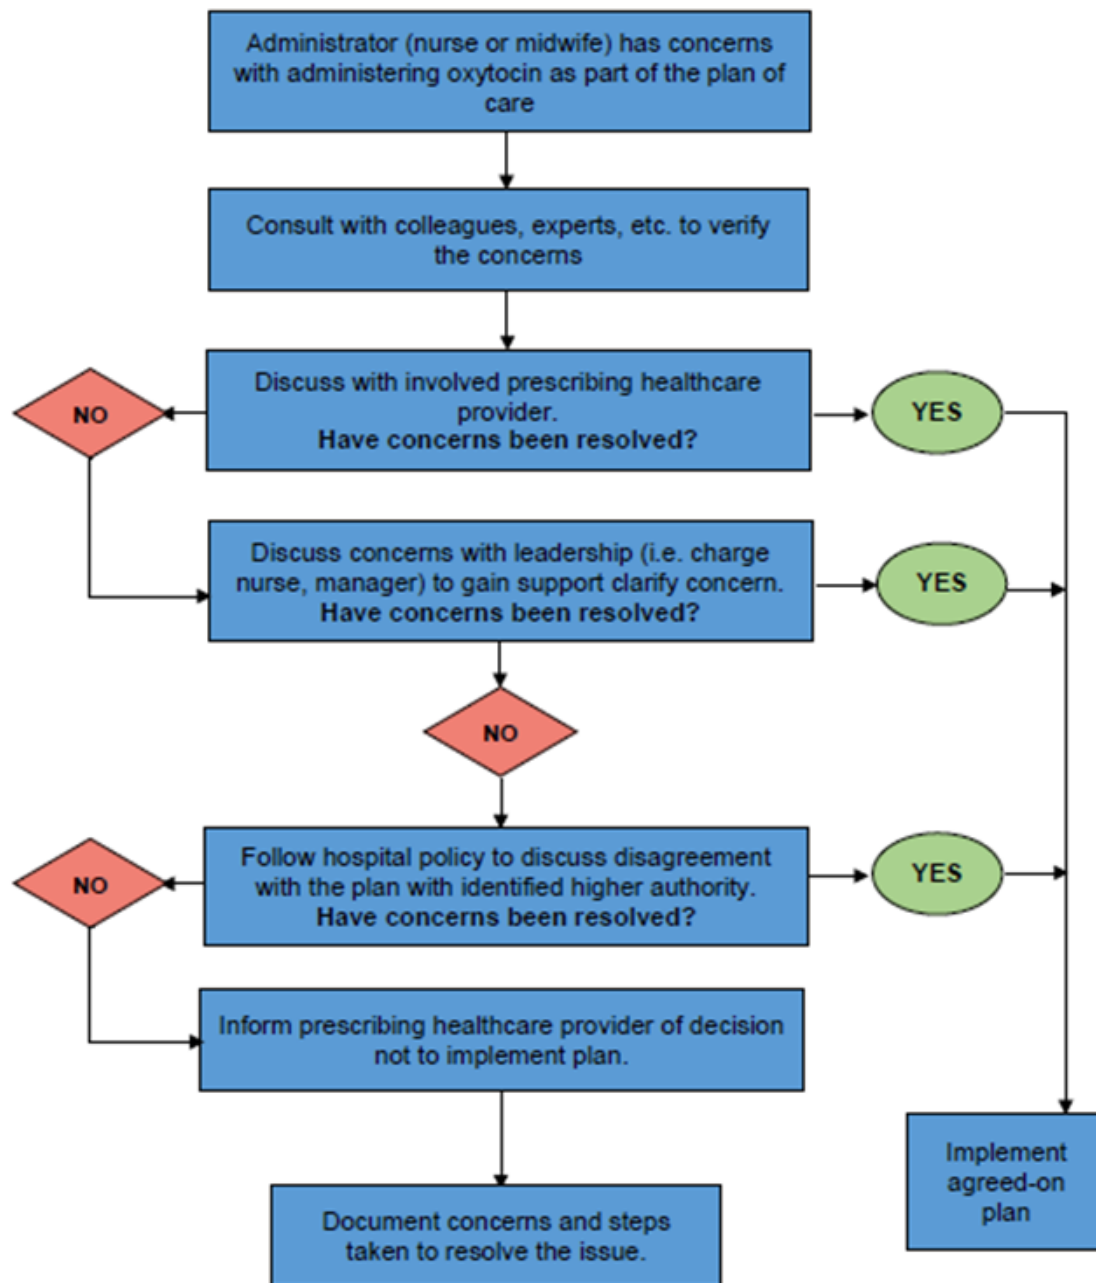 Administrator (nurse or midwife) has concerns
with administering oxytocin as part of the plan of
care
Consult with colleagues, experts, etc. to verify
the concerns
Discuss with involved prescribing healthcare
provider.
Have concerns been resolved?
NO
YES
Discuss concerns with leadership (i.e. charge
nurse, manager) to gain support clarify concern.
Have concerns been resolved?
YES
NO
Follow hospital policy to discuss disagreement
with the plan with identified higher authority.
Have concerns been resolved?
NO
YES
Inform prescribing healthcare provider of decision
not to implement plan.
Implement
agreed-on
plan
Document concerns and steps
taken to resolve the issue.